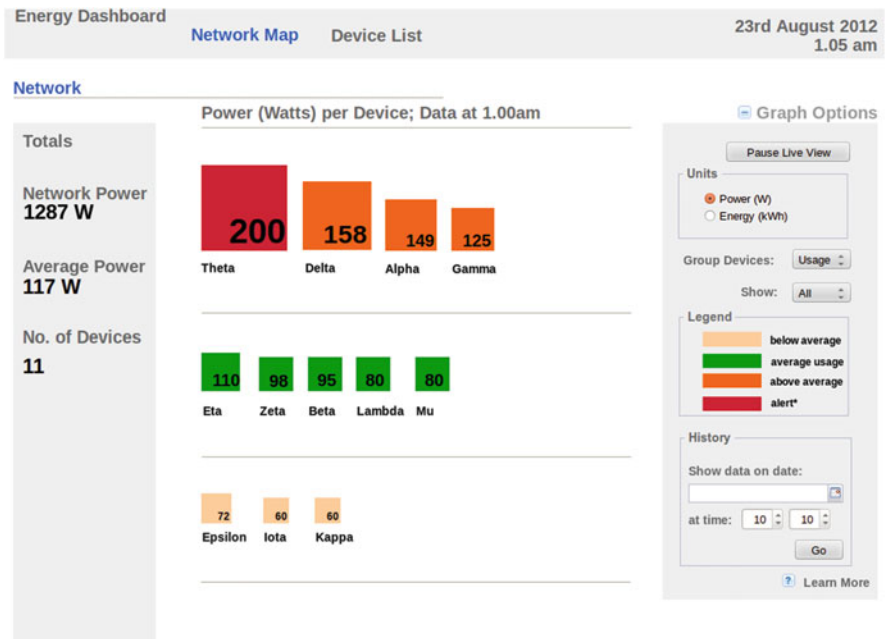 Energy Dashboard
Network Map Device List
23rd August 2012
1.05 am
Network
Totals
Network Power
1287 W
Average Power
117 W
No. of Devices
11
Power (Watts) per Device; Data at 1.00am
200 158 149 125
Theta Delta Alpha Gamma
110 98 95 80 80
Eta Zeta Beta Lambda Mu
72 60 60
Epsilon Iota Kappa
Graph Options
Pause Live View
Units
Power (W)
Energy (kWh)
Group Devices: Usage
Show: All
Legend
below average
average usage
above average
alert*
History
Show data on date:
at time: 10 10
Go
? Learn More